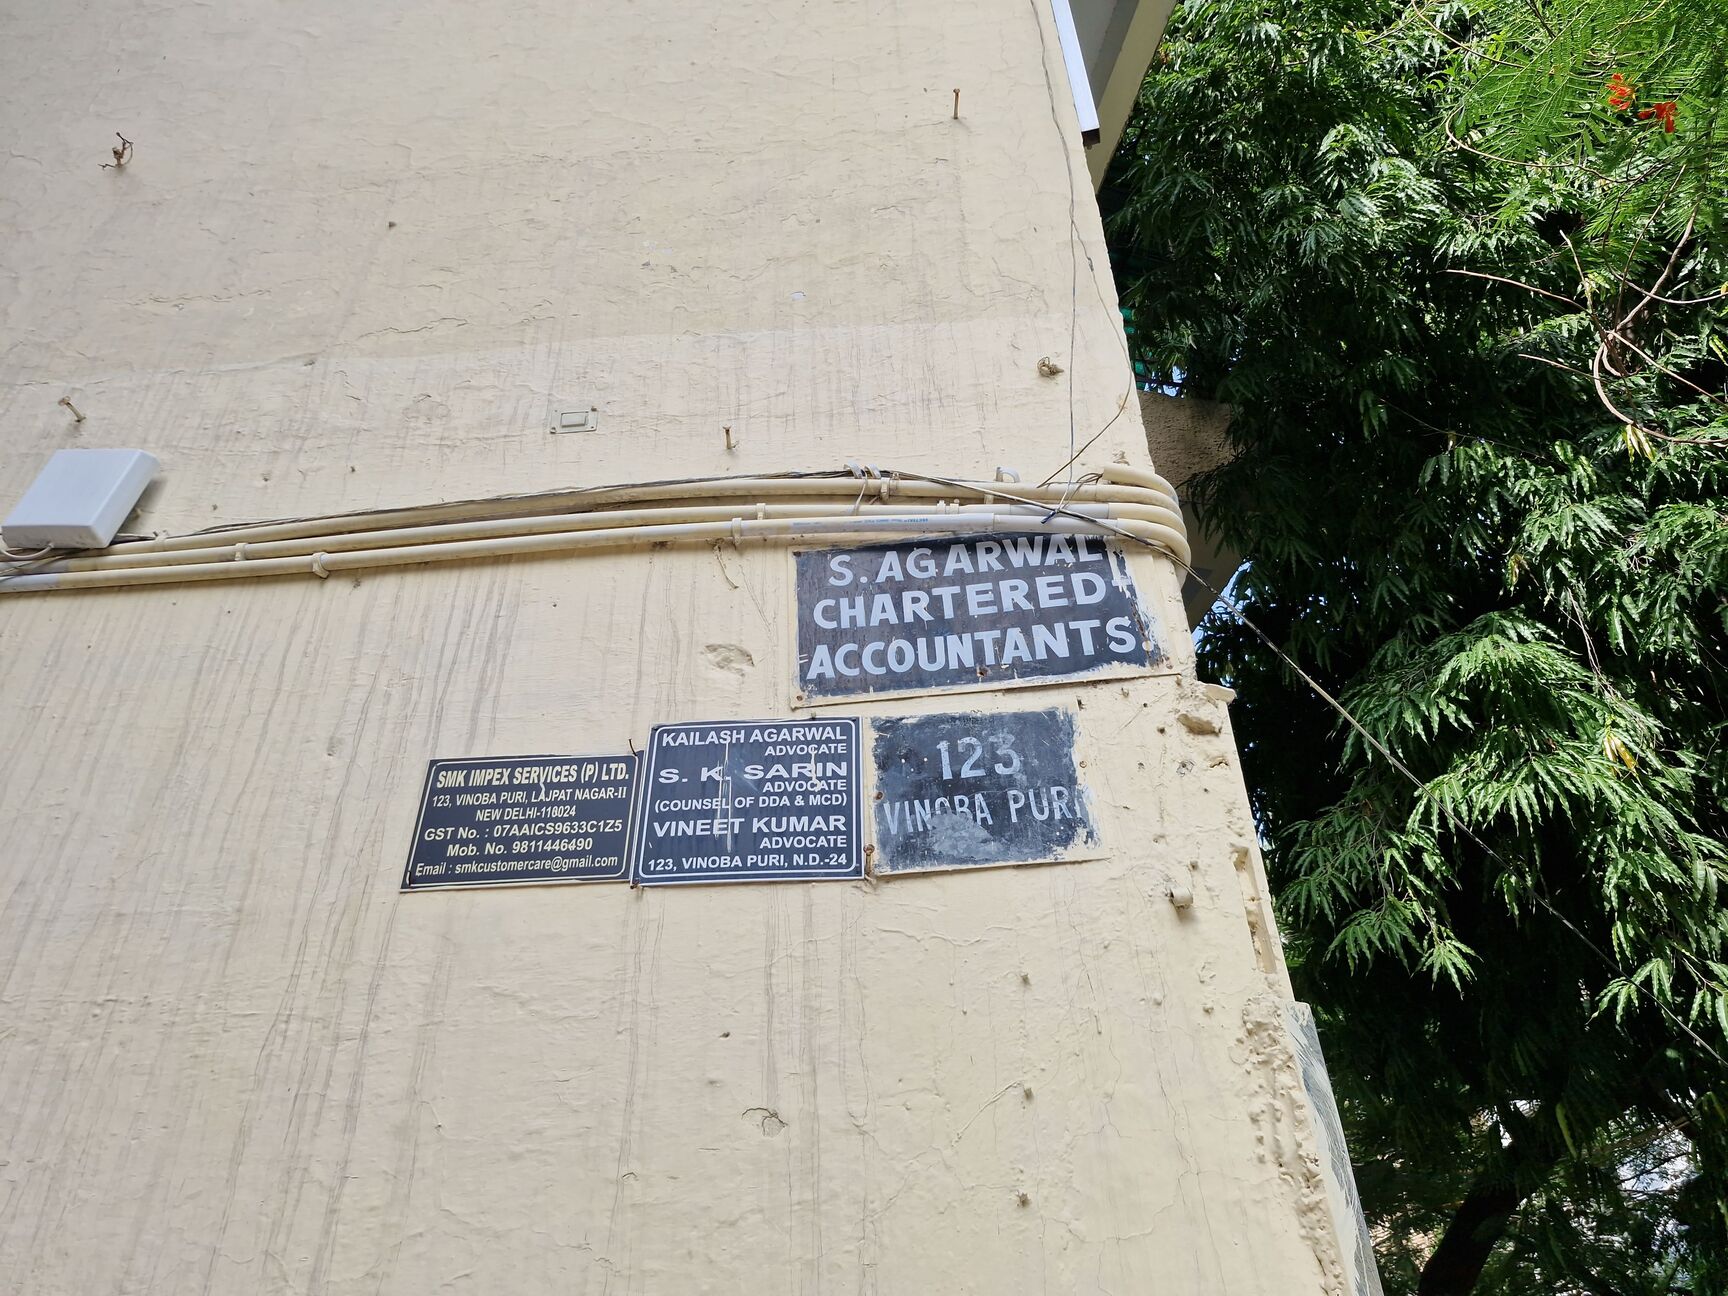 S. AGARWAL
CHARTERED
ACCOUNTANTS
SMK IMPEX SERVICES (P) LTD.
123, VINOBA PURI, LAJPAT NAGAR-II
NEW DELHI-110024
GST No. : 07AAICS9633C1Z5
Mob. No. 9811446490
Email : smkcustomercare@gmail.com
KAILASH AGARWAL
ADVOCATE
S. K. SARIN
ADVOCATE
(COUNSEL OF DDA & MCD)
VINEET KUMAR
ADVOCATE
123, VINOBA PURI, N.D.-24
123
VINOBA PURI